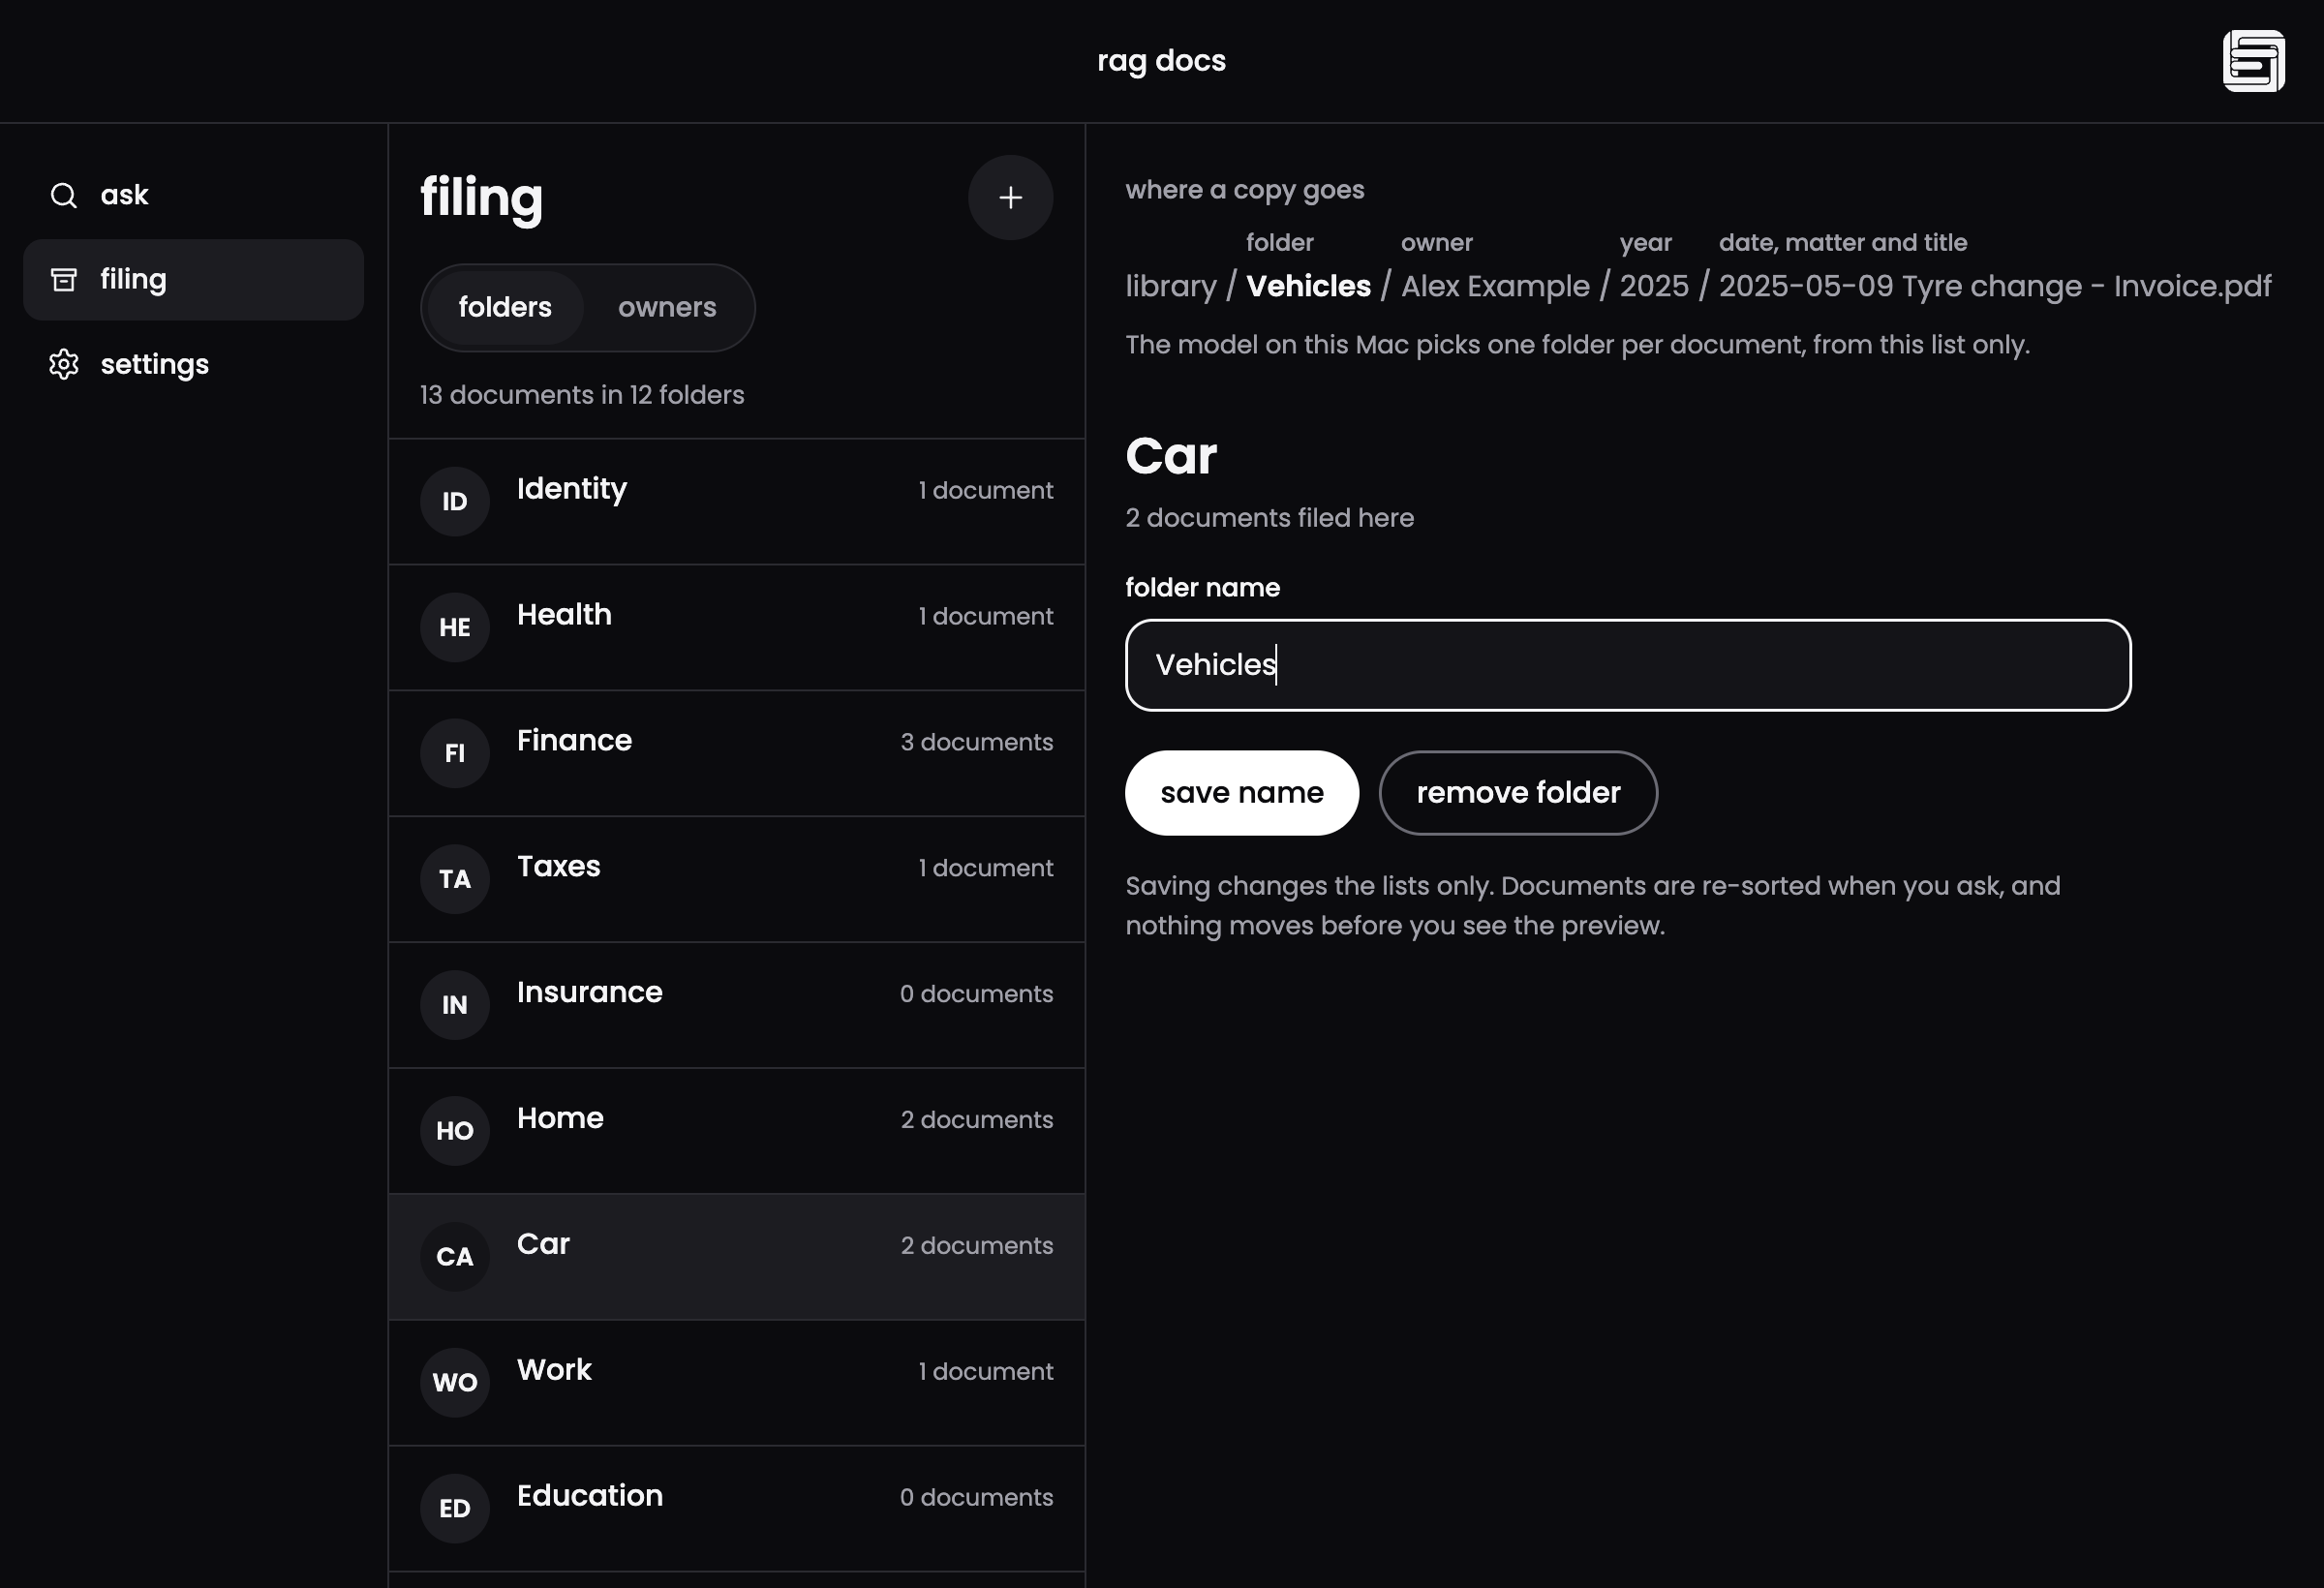 rag docs
ask
filing
settings
filing
+
folders owners
13 documents in 12 folders
ID Identity 1 document
HE Health 1 document
FI Finance 3 documents
TA Taxes 1 document
IN Insurance 0 documents
HO Home 2 documents
CA Car 2 documents
WO Work 1 document
ED Education 0 documents
where a copy goes
folder owner year date, matter and title
library / Vehicles / Alex Example / 2025 / 2025-05-09 Tyre change - Invoice.pdf
The model on this Mac picks one folder per document, from this list only.
Car
2 documents filed here
folder name
Vehicles
save name remove folder
Saving changes the lists only. Documents are re-sorted when you ask, and
nothing moves before you see the preview.